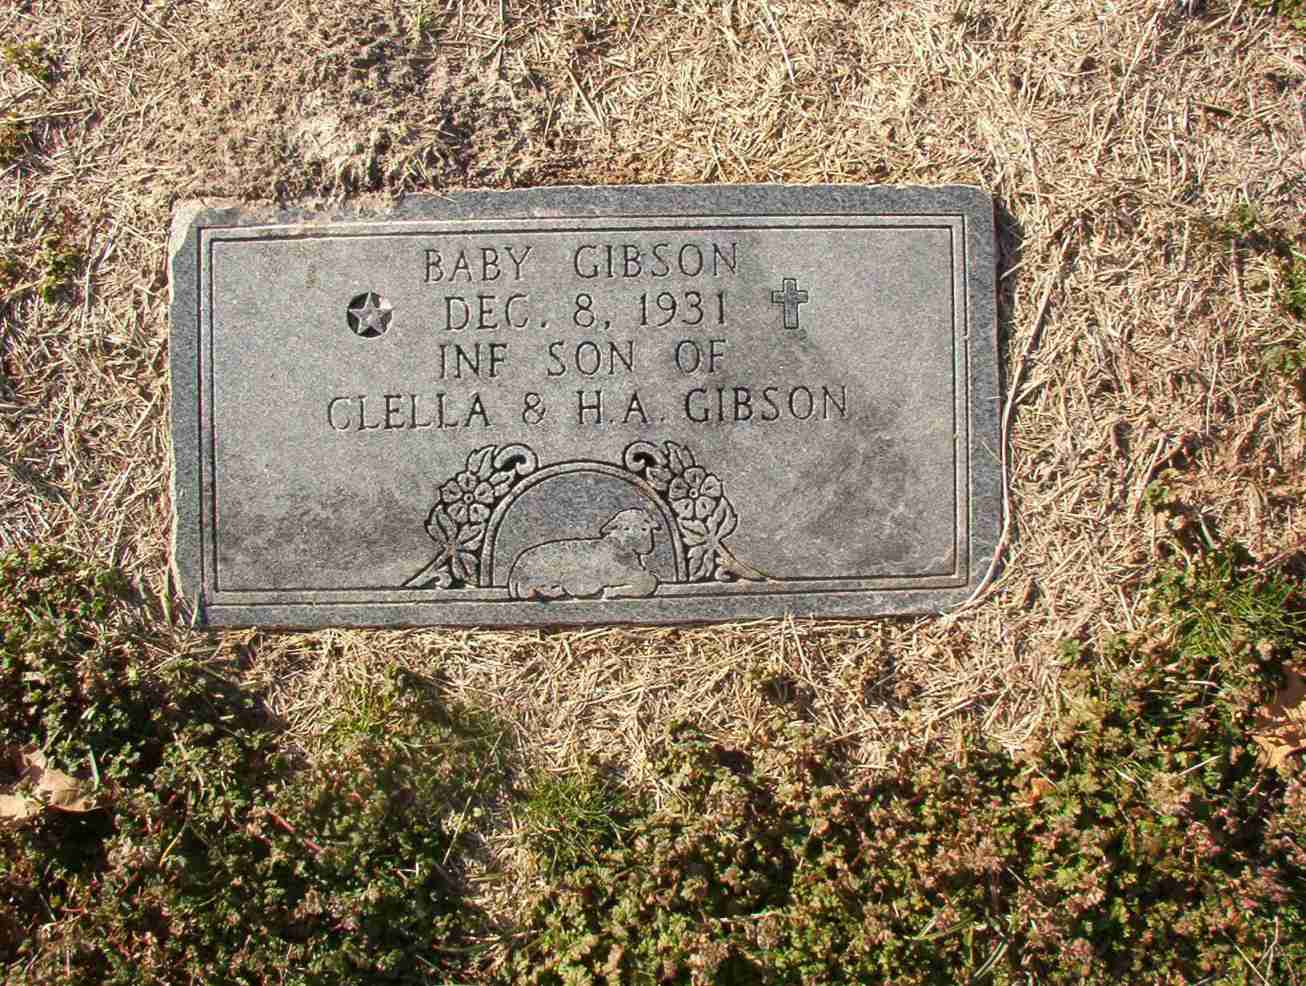 BABY GIBSON
DEC. 8, 1931
INF SON OF
CLELLA & H.A. GIBSON